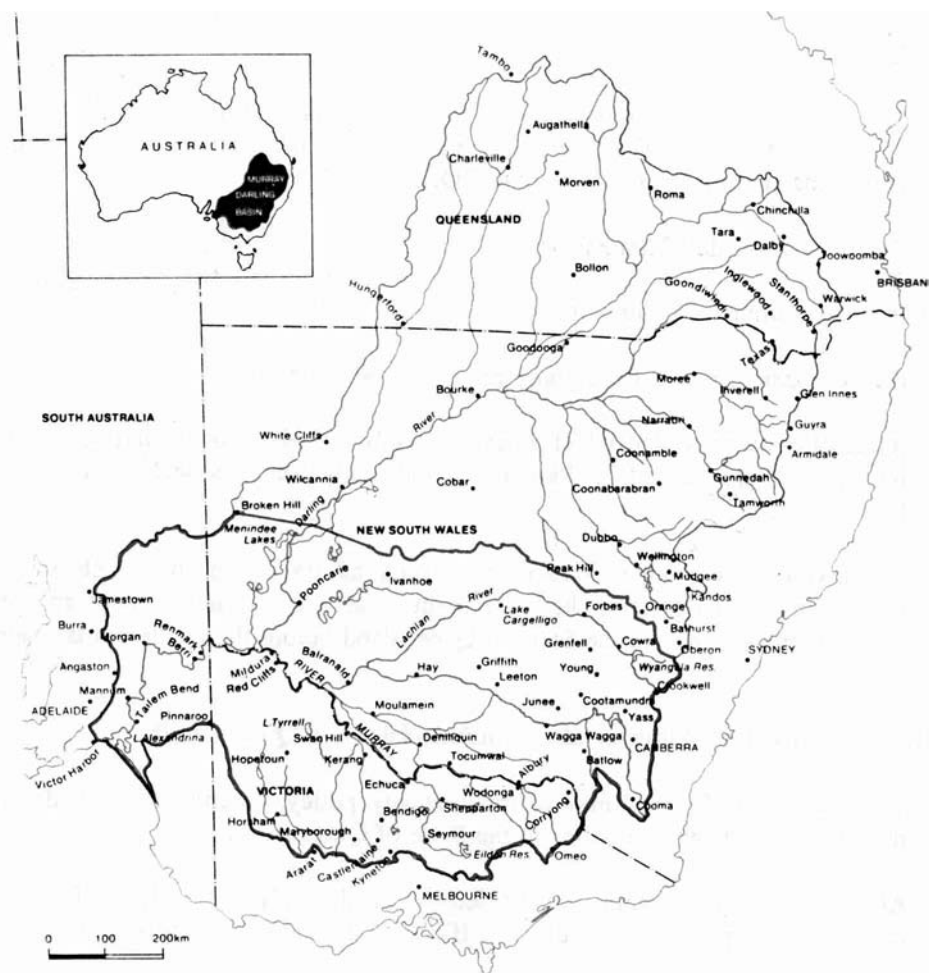 Tambo
AUSTRALIA
MURRAY
DARLING
BASIN
Augathella
Charleville
Morven
Roma
QUEENSLAND
Chinchilla
Tara
Dalby
Toowoomba
BRISBANE
Bollon
Inglewood
Stanthorpe
Goondiwindi
Warwick
Hungerford
Goodooga
Texas
Bourke
Moree
Inverell
Glen Innes
SOUTH AUSTRALIA
River
Narrabri
Guyra
Armidale
White Cliffs
Coonamble
Gunnedah
Wilcannia
Cobar
Coonabarabran
Tamworth
Broken Hill
Darling
Menindee
Lakes
NEW SOUTH WALES
Dubbo
Wellington
Peak Hill
Mudgee
Ivanhoe
Kandos
Jamestown
Pooncarie
River
Lake
Cargelligo
Forbes
Orange
Bathurst
Burra
Morgan
Renmark
Berri
Lachlan
Grenfell
Cowra
Oberon
SYDNEY
Mildura
Red Cliffs
Balranald
Hay
Griffith
Leeton
Young
Wyangala Res.
Angaston
RIVER
Crookwell
Mannum
Tailem Bend
Moulamein
Junee
Cootamundra
Yass
ADELAIDE
Pinnaroo
L.Tyrrell
MURRAY
L.Alexandrina
Swan Hill
Deniliquin
Wagga Wagga
CANBERRA
Victor Harbor
Hopetoun
Kerang
Tocumwal
Albury
Batlow
VICTORIA
Echuca
Wodonga
Corryong
Cooma
Horsham
Bendigo
Shepparton
Maryborough
Seymour
Ararat
Castlemaine
Kyneton
Eildon Res.
Omeo
MELBOURNE
0 100 200km